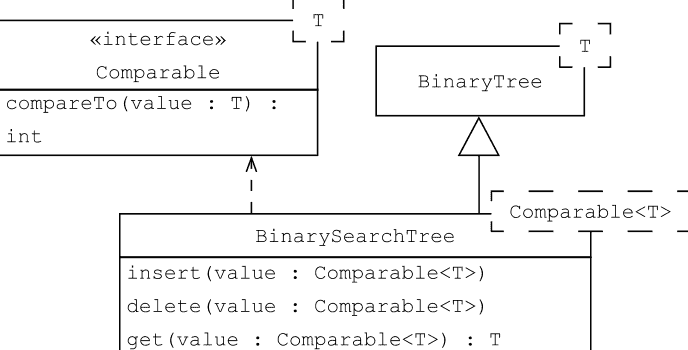 T
«interface»
Comparable
compareTo(value : T) :
int
T
BinaryTree
Comparable<T>
BinarySearchTree
insert(value : Comparable<T>)
delete(value : Comparable<T>)
get(value : Comparable<T>) : T